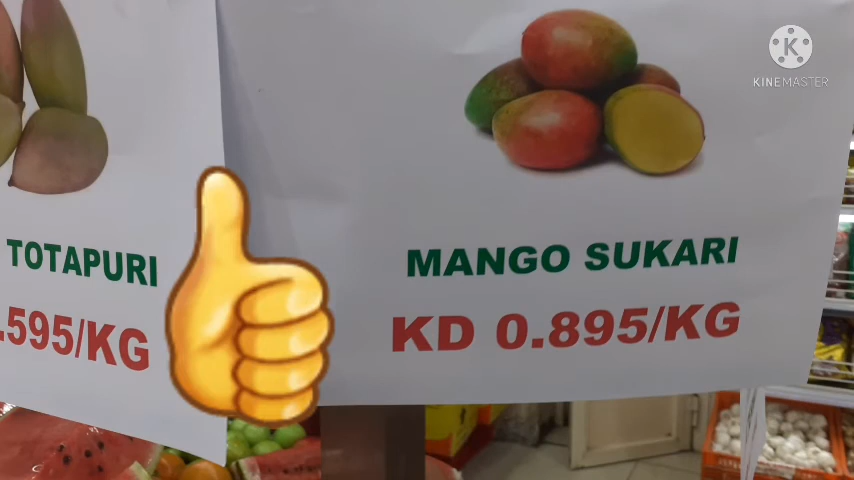 TOTAPURI
.595/KG
MANGO SUKARI
KD 0.895/KG
K
KINEMASTER